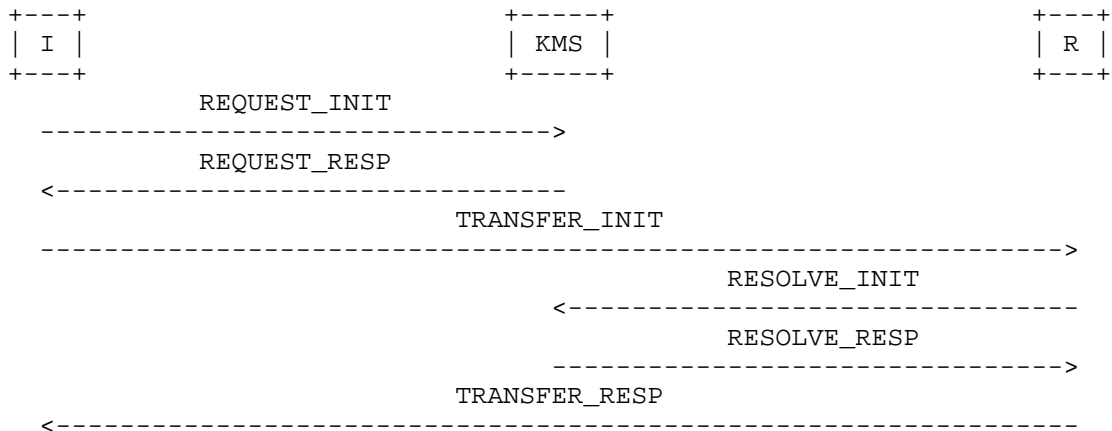 +---+                          +-----+                          +---+
| I |                          | KMS |                          | R |
+---+                          +-----+                          +---+
            REQUEST_INIT
  -------------------------------->
            REQUEST_RESP
  <--------------------------------
                            TRANSFER_INIT
  ---------------------------------------------------------------->
                                             RESOLVE_INIT
                                  <--------------------------------
                                             RESOLVE_RESP
                                  -------------------------------->
                            TRANSFER_RESP
  <----------------------------------------------------------------